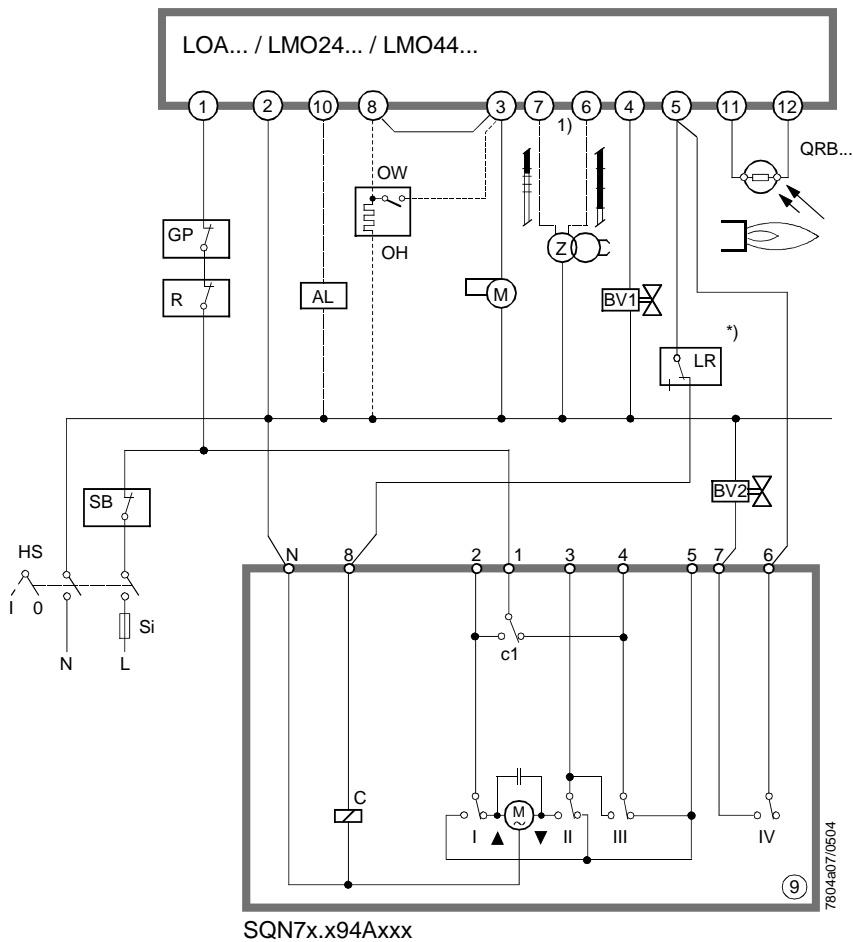 LOA... / LMO24... / LMO44...
1 2 10 8 3 7 6 4 5 11 12
1)
QRB...
OW
GP
OH
Z
R
AL
M
BV1
*)
LR
SB
BV2
HS
N 8 2 1 3 4 5 7 6
I 0
Si
c1
N L
C
M
~
I II III IV
9
7804a07/0504
SQN7x.x94Axxx